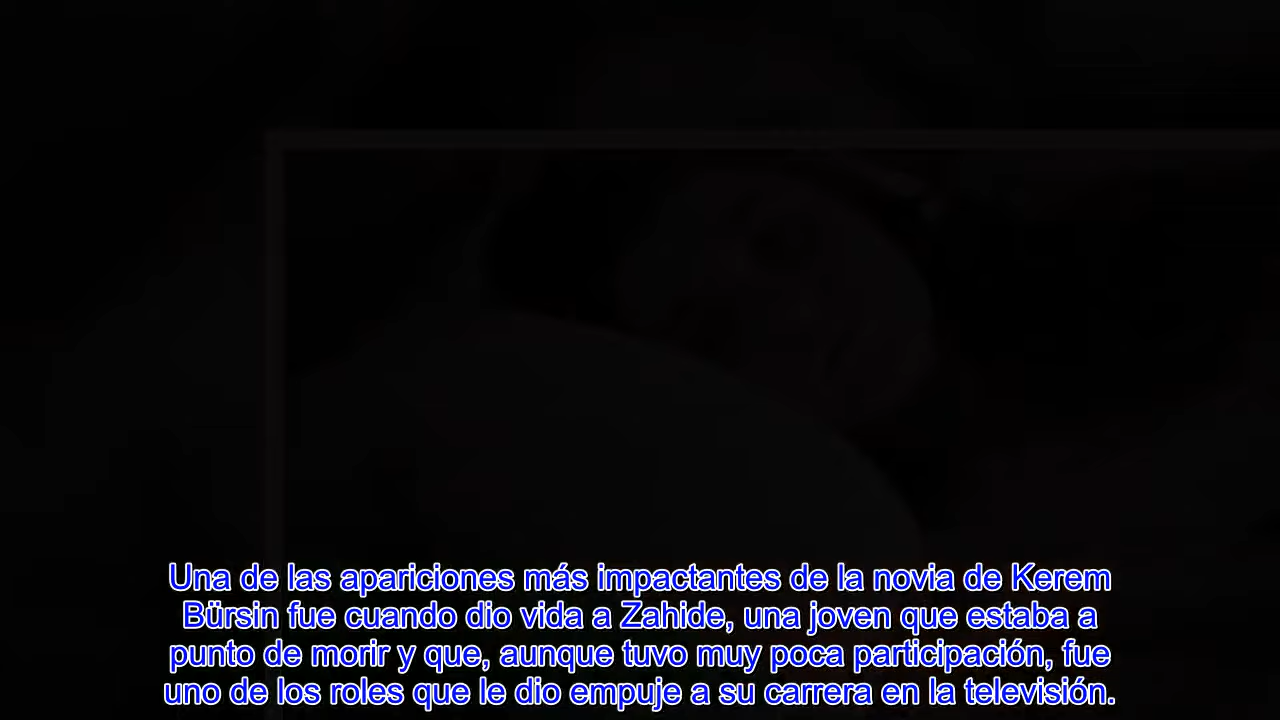 Una de las apariciones más impactantes de la novia de Kerem
Bürsin fue cuando dio vida a Zahide, una joven que estaba a
punto de morir y que, aunque tuvo muy poca participación, fue
uno de los roles que le dio empuje a su carrera en la televisión.